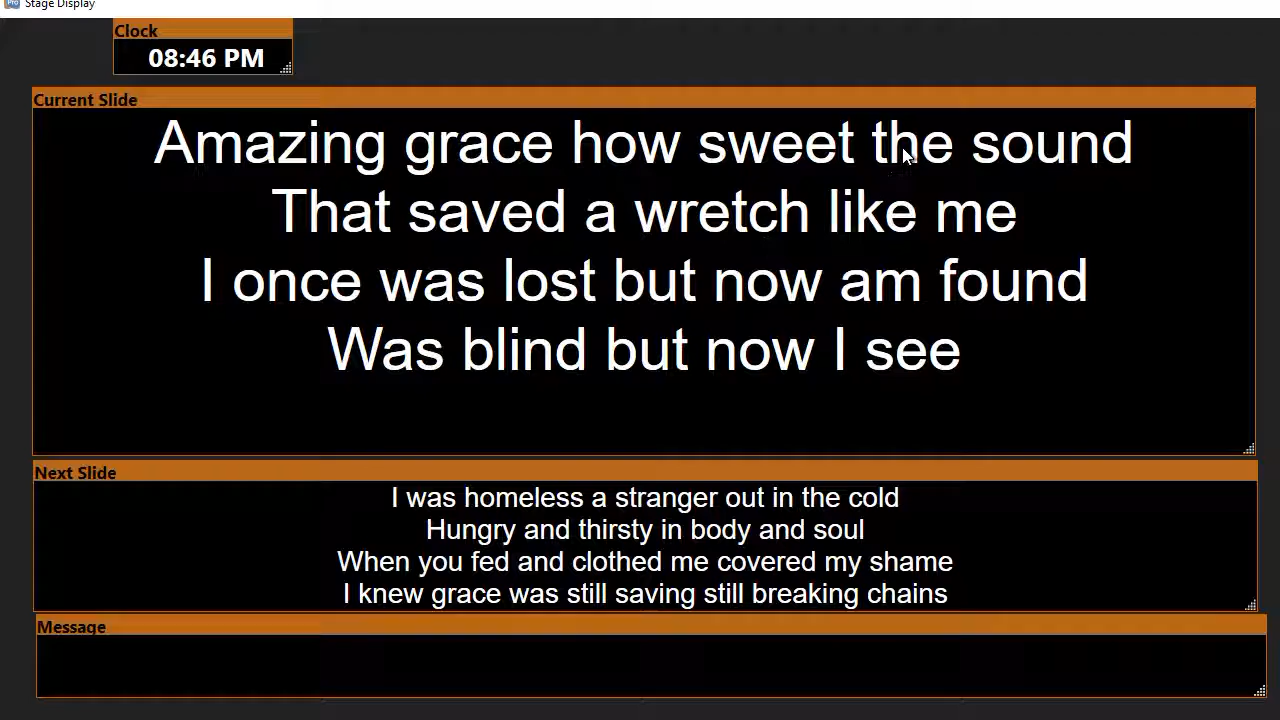 Pro
Stage Display
Clock
08:46 PM
Current Slide
Amazing grace how sweet the sound
That saved a wretch like me
I once was lost but now am found
Was blind but now I see
Next Slide
I was homeless a stranger out in the cold
Hungry and thirsty in body and soul
When you fed and clothed me covered my shame
I knew grace was still saving still breaking chains
Message